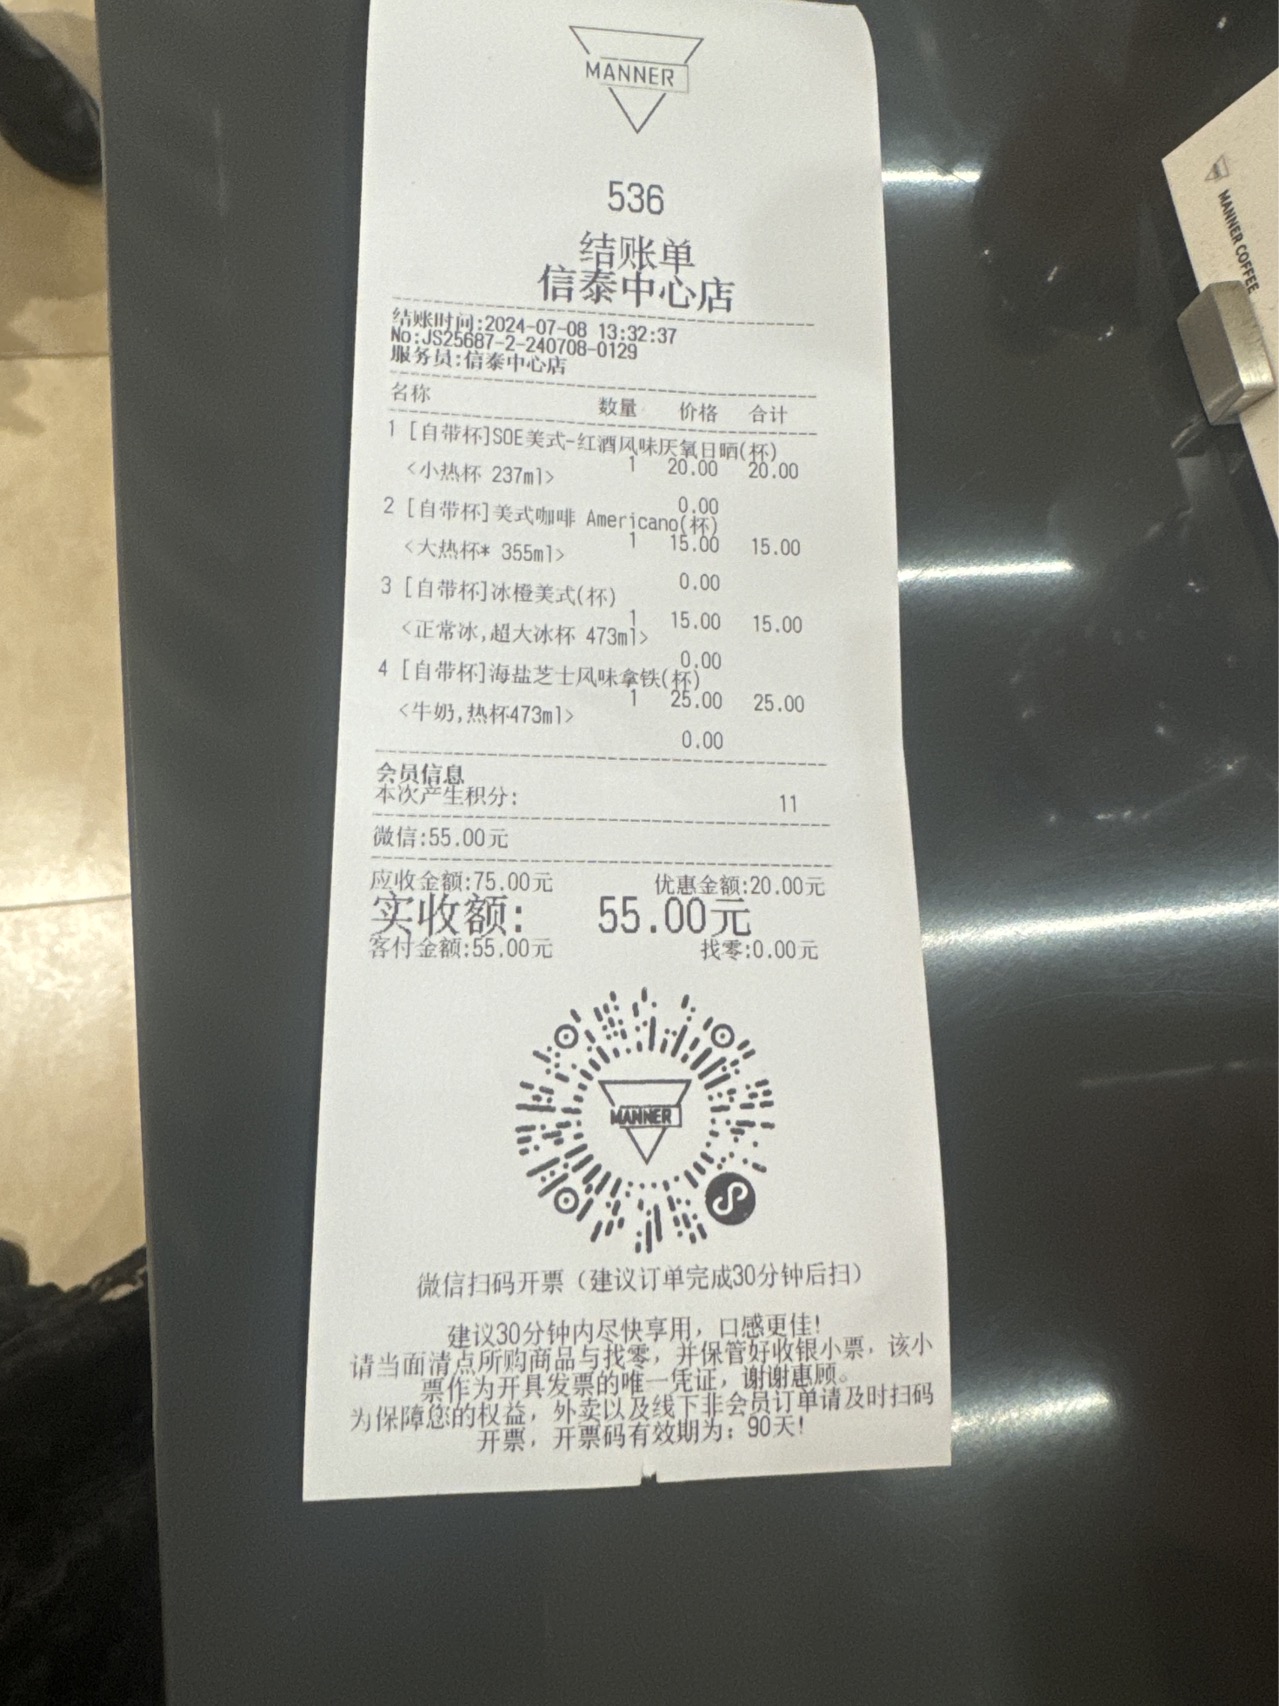 MANNER
536
结账单
信泰中心店
结账时间:2024-07-08 13:32:37
No:JS25687-2-240708-0129
服务员:信泰中心店
名称 数量 价格 合计
1 [自带杯]SOE美式-红酒风味厌氧日晒(杯)
1 20.00 20.00
<小热杯 237ml>
0.00
2 [自带杯]美式咖啡 Americano(杯)
1 15.00 15.00
<大热杯* 355ml>
0.00
3 [自带杯]冰橙美式(杯)
1 15.00 15.00
<正常冰,超大冰杯 473ml>
0.00
4 [自带杯]海盐芝士风味拿铁(杯)
1 25.00 25.00
<牛奶,热杯473ml>
0.00
会员信息
本次产生积分: 11
微信:55.00元
应收金额:75.00元 优惠金额:20.00元
实收额: 55.00元
客付金额:55.00元 找零:0.00元
MANNER
微信扫码开票（建议订单完成30分钟后扫）
建议30分钟内尽快享用，口感更佳!
请当面清点所购商品与找零，并保管好收银小票，该小
票作为开具发票的唯一凭证，谢谢惠顾。
为保障您的权益，外卖以及线下非会员订单请及时扫码
开票，开票码有效期为：90天!
MANNER COFFEE